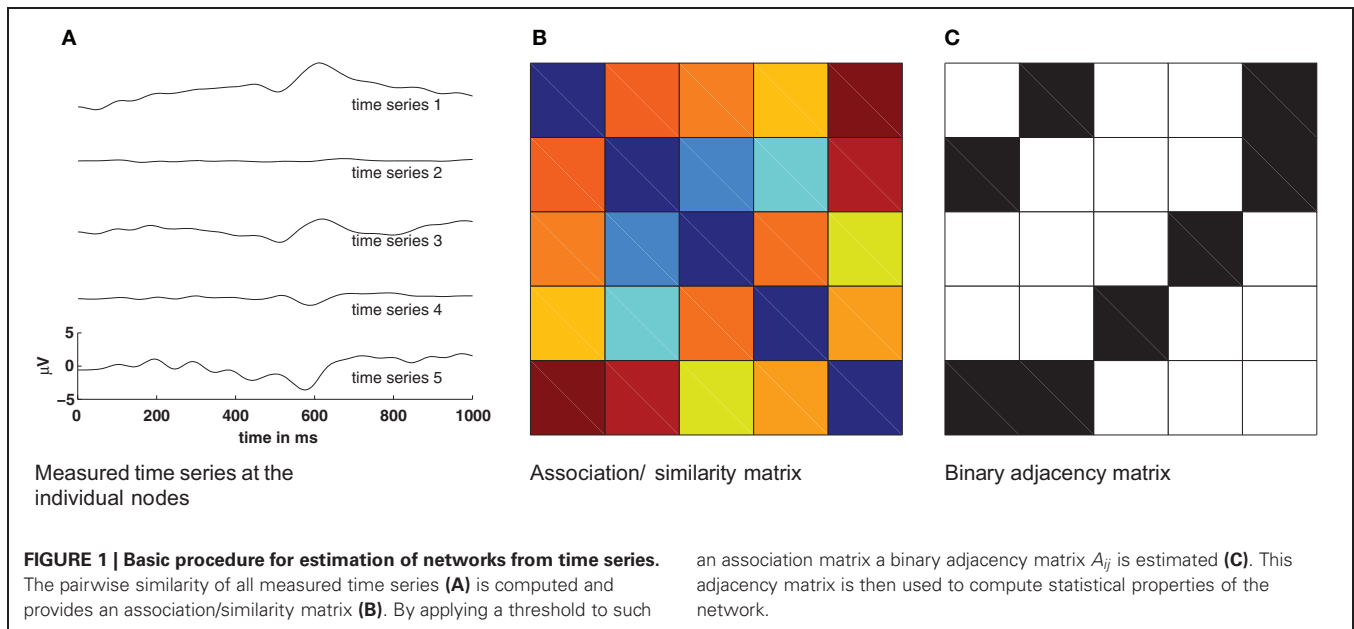 A
B
C
time series 1
time series 2
time series 3
time series 4
time series 5
5
0
−5
μV
0
200
400
600
800
1000
time in ms
Measured time series at the
individual nodes
Association/ similarity matrix
Binary adjacency matrix
FIGURE 1 | Basic procedure for estimation of networks from time series.
The pairwise similarity of all measured time series (A) is computed and
provides an association/similarity matrix (B). By applying a threshold to such
an association matrix a binary adjacency matrix Aij is estimated (C). This
adjacency matrix is then used to compute statistical properties of the
network.